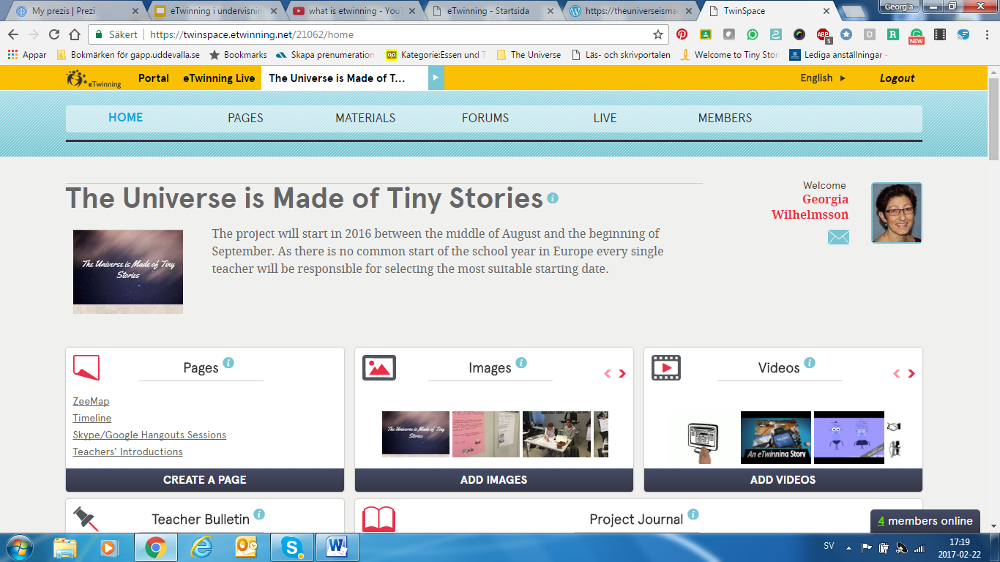 Georgia
My prezis | Prezi
eTwinning i undervisnin
what is etwinning - YouT
eTwinning - Startsida
https://theuniverseisma
TwinSpace
Säkert
https://twinspace.etwinning.net/21062/home
ABP
5
D
R
NEW
Appar
Bokmärken för gapp.uddevalla.se
Bookmarks
Skapa prenumeration
Kategorie:Essen und T
The Universe
Läs- och skrivportalen
Welcome to Tiny Stor
Lediga anställningar -
eTwinning
Portal
eTwinning Live
The Universe is Made of T...
English
Logout
HOME
PAGES
MATERIALS
FORUMS
LIVE
MEMBERS
The Universe is Made of Tiny Stories
Welcome
Georgia
Wilhelmsson
The Universe is Made of Tiny
Stories
The project will start in 2016 between the middle of August and the beginning of
September. As there is no common start of the school year in Europe every single
teacher will be responsible for selecting the most suitable starting date.
Pages
ZeeMap
Timeline
Skype/Google Hangouts Sessions
Teachers' Introductions
CREATE A PAGE
Images
The Universe is Made of Tiny
Stories
ADD IMAGES
Videos
An eTwinning Story
ADD VIDEOS
Teacher Bulletin
Project Journal
4 members online
SV
17:19
2017-02-22